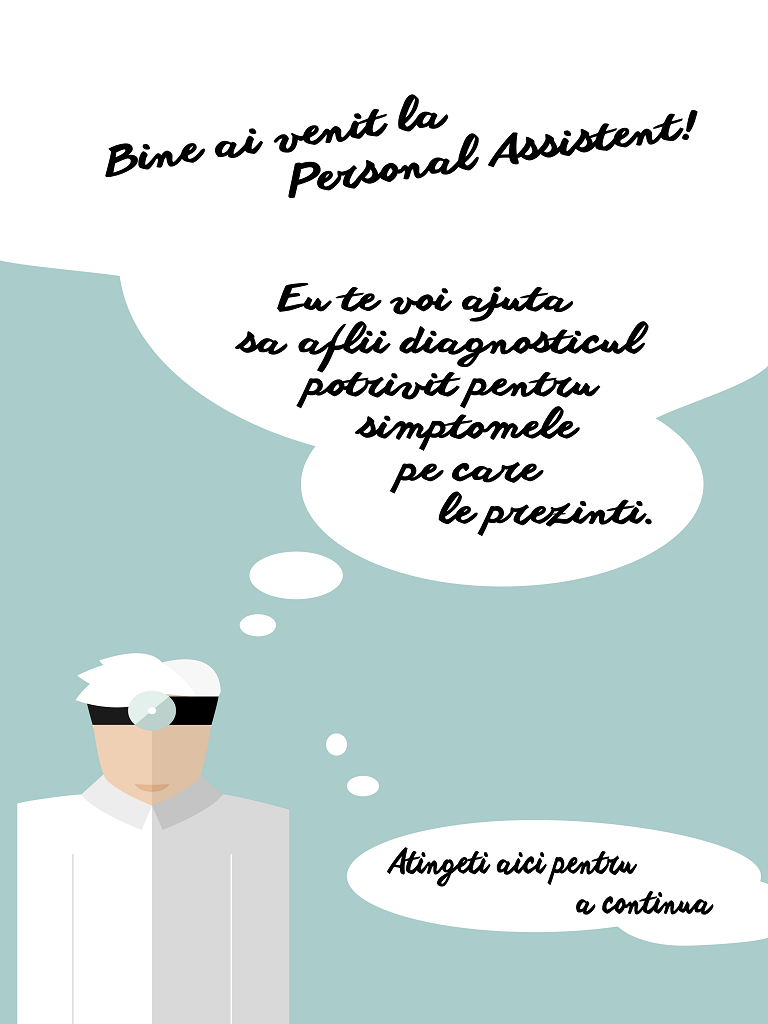 Bine ai venit la
Personal Assistent!
Eu te voi ajuta
sa aflii diagnosticul
potrivit pentru
simptomele
pe care
le prezinti.
Atingeti aici pentru
a continua